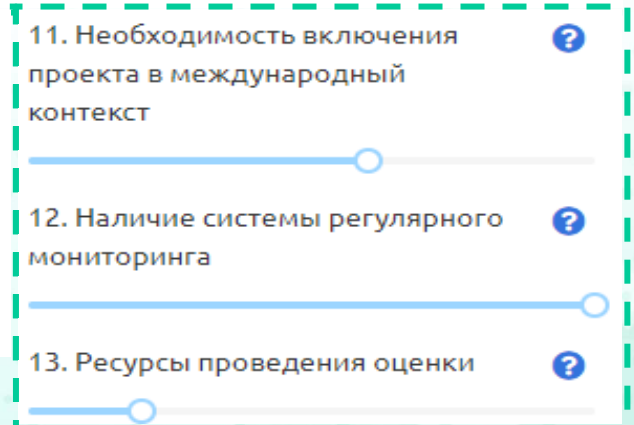 11. Необходимость включения
проекта в международный
контекст
?
12. Наличие системы регулярного
мониторинга
?
13. Ресурсы проведения оценки
?